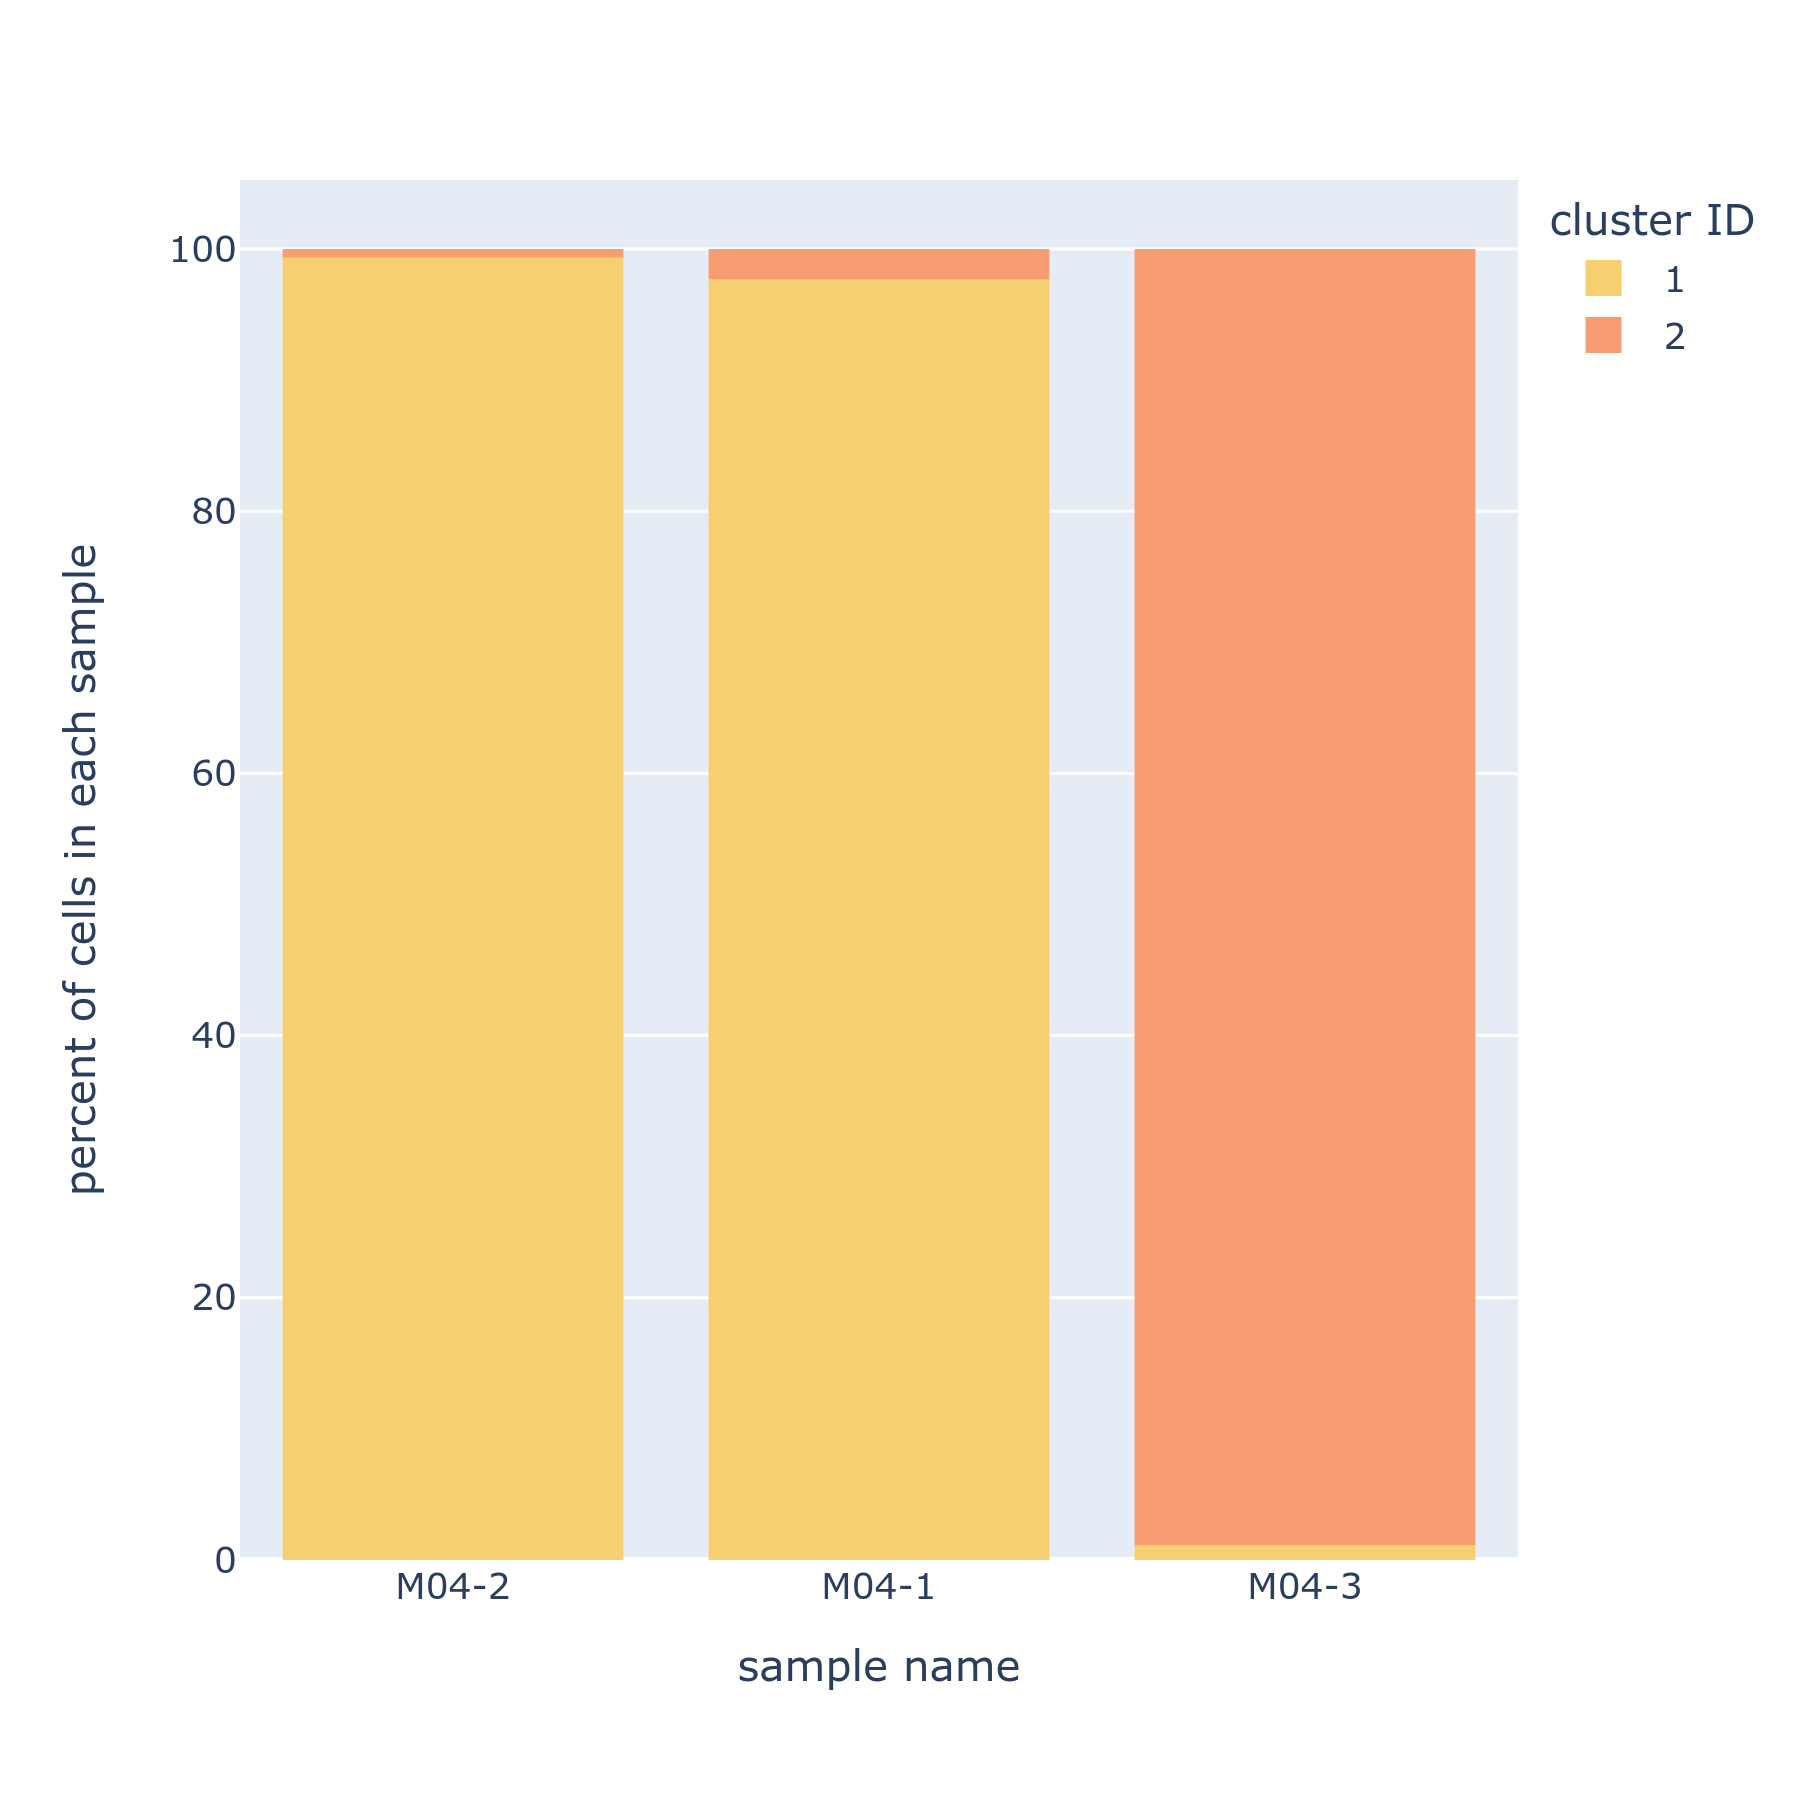 cluster ID
1
2
percent of cells in each sample
100
80
60
40
20
0
M04-2
M04-1
M04-3
sample name